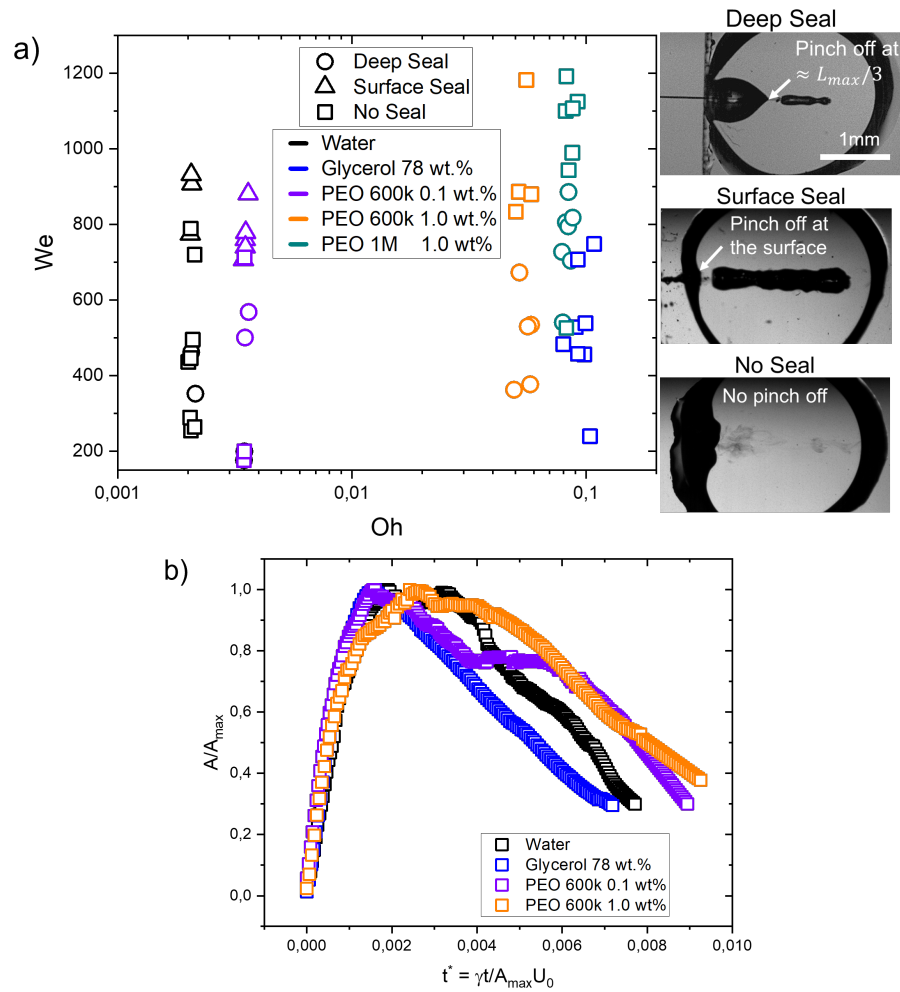 a)
We
1200
1000
800
600
400
200
0,001
0,01
0,1
Oh
Deep Seal
Surface Seal
No Seal
Water
Glycerol 78 wt.%
PEO 600k 0.1 wt.%
PEO 600k 1.0 wt.%
PEO 1M 1.0 wt%
Deep Seal
Pinch off at
≈ Lₘₐₓ/3
1mm
Surface Seal
Pinch off at
the surface
No Seal
No pinch off
b)
A/Aₘₐₓ
1,0
0,8
0,6
0,4
0,2
0,0
0,000
0,002
0,004
0,006
0,008
0,010
t* = γt/AₘₐₓU₀
Water
Glycerol 78 wt.%
PEO 600k 0.1 wt%
PEO 600k 1.0 wt%